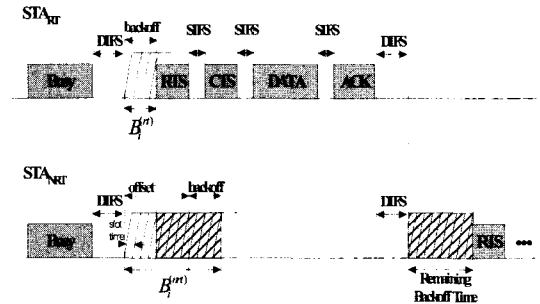 STA_RT
DIFS backoff SIFS SIFS SIFS DIFS
Busy RTS CTS DATA ACK
B_i^(rt)
STA_NRT
DIFS offset backoff DIFS
slot time
Busy RTS •••
B_i^(nrt)
Remaining
Backoff Time